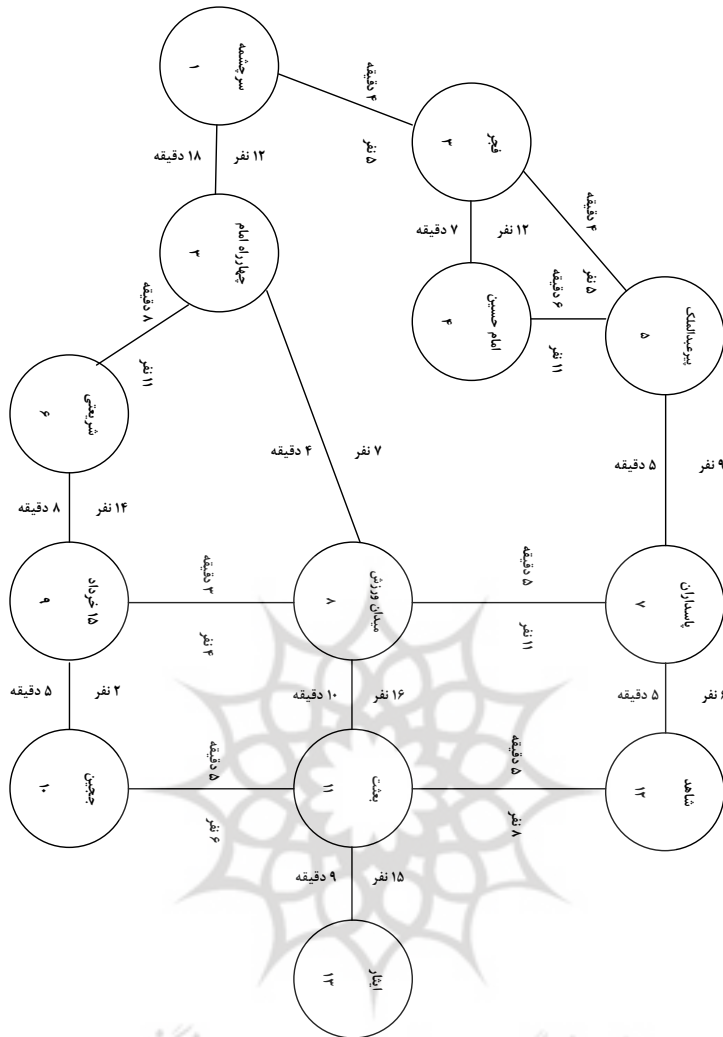 سرچشمه
۱
۴ دقیقه
۵ نفر
فجر
۳
۱۸ دقیقه
۱۲ نفر
چهارراه امام
۳
۷ دقیقه
۱۲ نفر
۴ دقیقه
۵ نفر
امام حسین
۴
۶ دقیقه
۱۱ نفر
پیرعبدالملک
۵
۸ دقیقه
۱۱ نفر
شریعتی
۶
۴ دقیقه
۷ نفر
۵ دقیقه
۹ نفر
۸ دقیقه
۱۴ نفر
۱۵ خرداد
۹
۳ دقیقه
۴ نفر
میدان ورزش
۸
۵ دقیقه
۱۱ نفر
پاسداران
۷
۵ دقیقه
۲ نفر
۱۰ دقیقه
۱۶ نفر
۵ دقیقه
نفر
ججین
۱۰
۵ دقیقه
۶ نفر
بعثت
۱۱
۵ دقیقه
۸ نفر
شاهد
۱۲
۹ دقیقه
۱۵ نفر
ایثار
۱۳